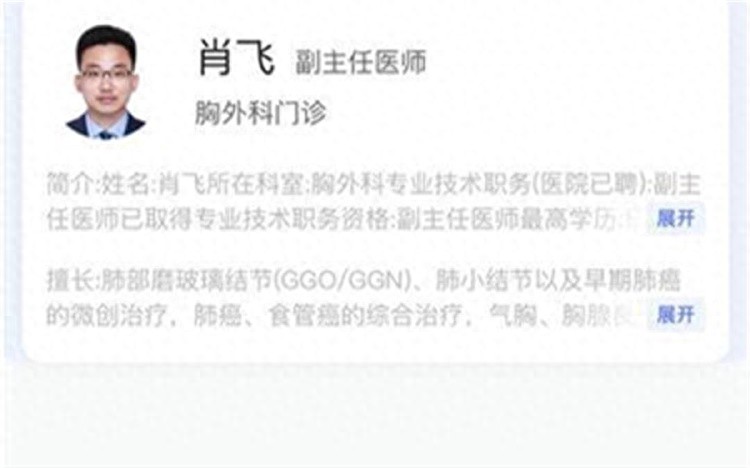 肖飞 副主任医师
胸外科门诊
简介:姓名:肖飞所在科室:胸外科专业技术职务(医院已聘):副主
任医师已取得专业技术职务资格:副主任医师最高学历: 展开
擅长:肺部磨玻璃结节(GGO/GGN)、肺小结节以及早期肺癌
的微创治疗，肺癌、食管癌的综合治疗，气胸、胸腺 展开